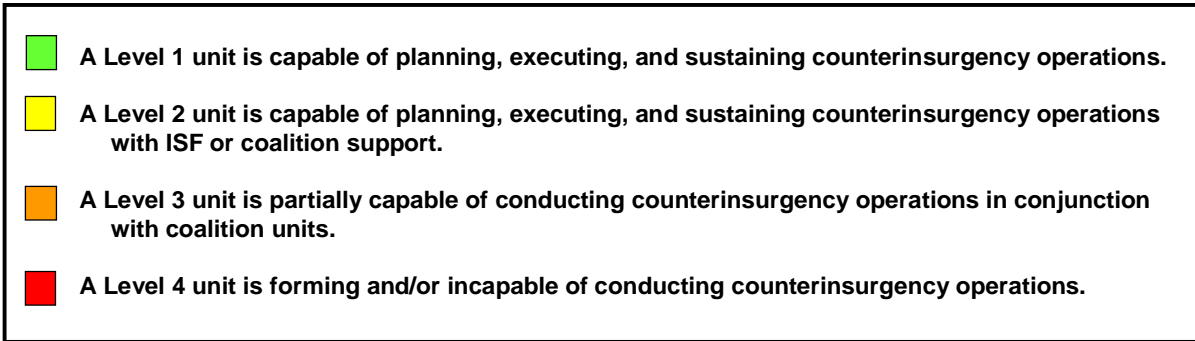 A Level 1 unit is capable of planning, executing, and sustaining counterinsurgency operations.
A Level 2 unit is capable of planning, executing, and sustaining counterinsurgency operations
with ISF or coalition support.
A Level 3 unit is partially capable of conducting counterinsurgency operations in conjunction
with coalition units.
A Level 4 unit is forming and/or incapable of conducting counterinsurgency operations.